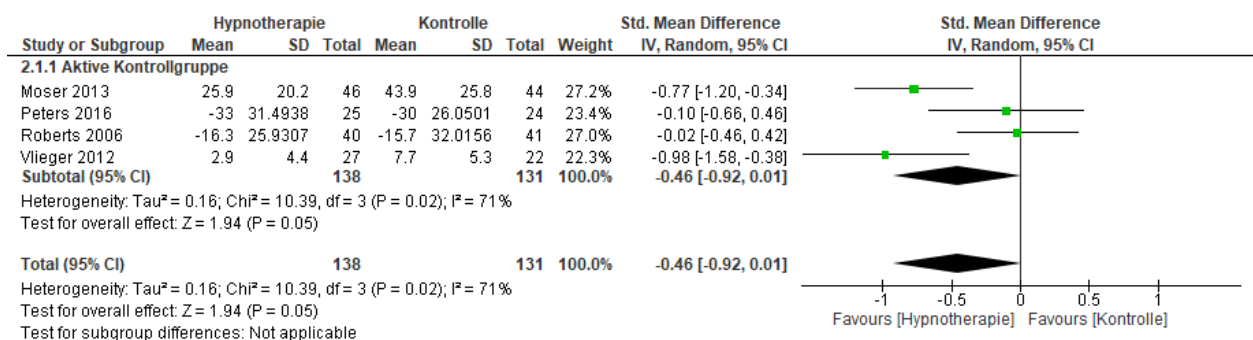 Hypnotherapie Kontrolle Std. Mean Difference Std. Mean Difference
Study or Subgroup Mean SD Total Mean SD Total Weight IV, Random, 95% CI IV, Random, 95% CI
2.1.1 Aktive Kontrollgruppe
Moser 2013 25.9 20.2 46 43.9 25.8 44 27.2% -0.77 [-1.20, -0.34]
Peters 2016 -33 31.4938 25 -30 26.0501 24 23.4% -0.10 [-0.66, 0.46]
Roberts 2006 -16.3 25.9307 40 -15.7 32.0156 41 27.0% -0.02 [-0.46, 0.42]
Vlieger 2012 2.9 4.4 27 7.7 5.3 22 22.3% -0.98 [-1.58, -0.38]
Subtotal (95% CI) 138 131 100.0% -0.46 [-0.92, 0.01]
Heterogeneity: Tau² = 0.16; Chi² = 10.39, df = 3 (P = 0.02); I² = 71%
Test for overall effect: Z = 1.94 (P = 0.05)
Total (95% CI) 138 131 100.0% -0.46 [-0.92, 0.01]
Heterogeneity: Tau² = 0.16; Chi² = 10.39, df = 3 (P = 0.02); I² = 71%
Test for overall effect: Z = 1.94 (P = 0.05)
Test for subgroup differences: Not applicable
-1 -0.5 0 0.5 1
Favours [Hypnotherapie] Favours [Kontrolle]